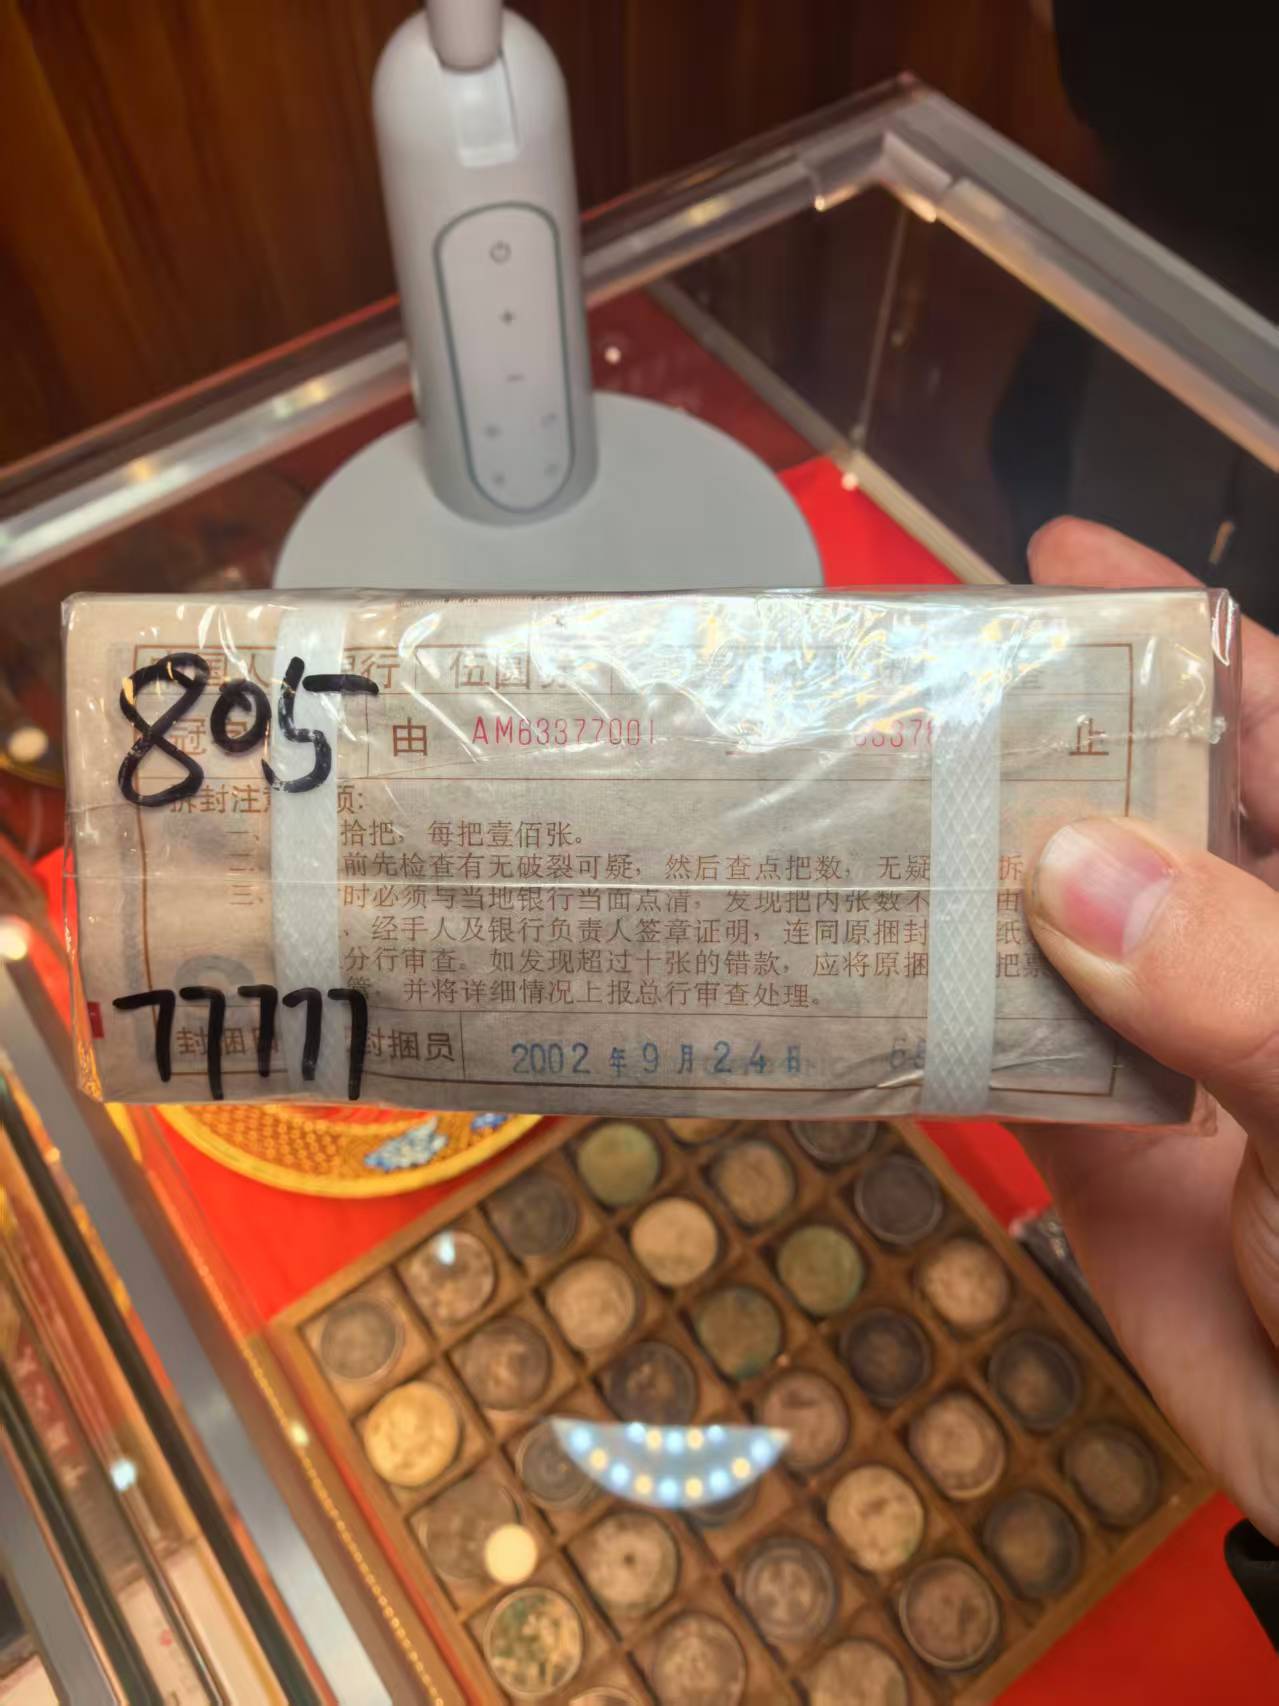 805
行 伍圆
由 AM63377001 止
拆封注 项:
一、 拾把，每把壹佰张。
二、 前先检查有无破裂可疑，然后查点把数，无疑 拆
三、 时必须与当地银行当面点清，发现把内张数不 由
、经手人及银行负责人签章证明，连同原捆封 纸
分行审查。如发现超过十张的错款，应将原捆 把票
管，并将详细情况上报总行审查处理。
77777
封捆员 2002年9月24日